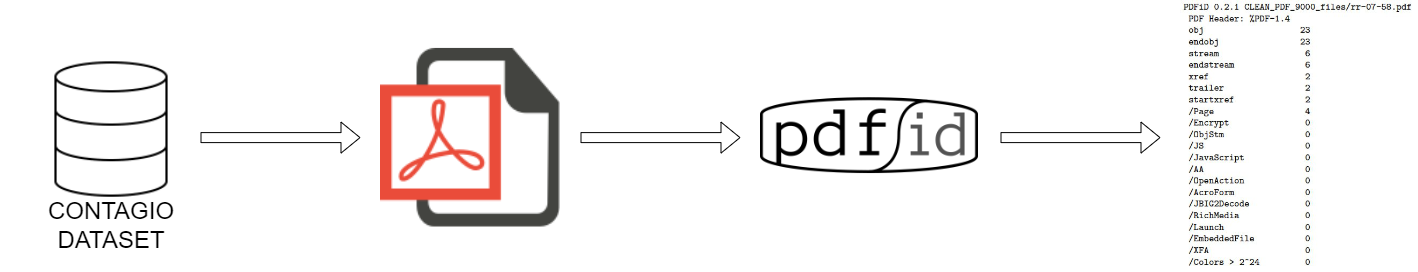 CONTAGIO
DATASET
pdfid
PDFiD 0.2.1 CLEAN_PDF_9000_files/rr-07-58.pdf
PDF Header: %PDF-1.4
obj 23
endobj 23
stream 6
endstream 6
xref 2
trailer 2
startxref 2
/Page 4
/Encrypt 0
/ObjStm 0
/JS 0
/JavaScript 0
/AA 0
/OpenAction 0
/AcroForm 0
/JBIG2Decode 0
/RichMedia 0
/Launch 0
/EmbeddedFile 0
/XFA 0
/Colors > 2^24 0